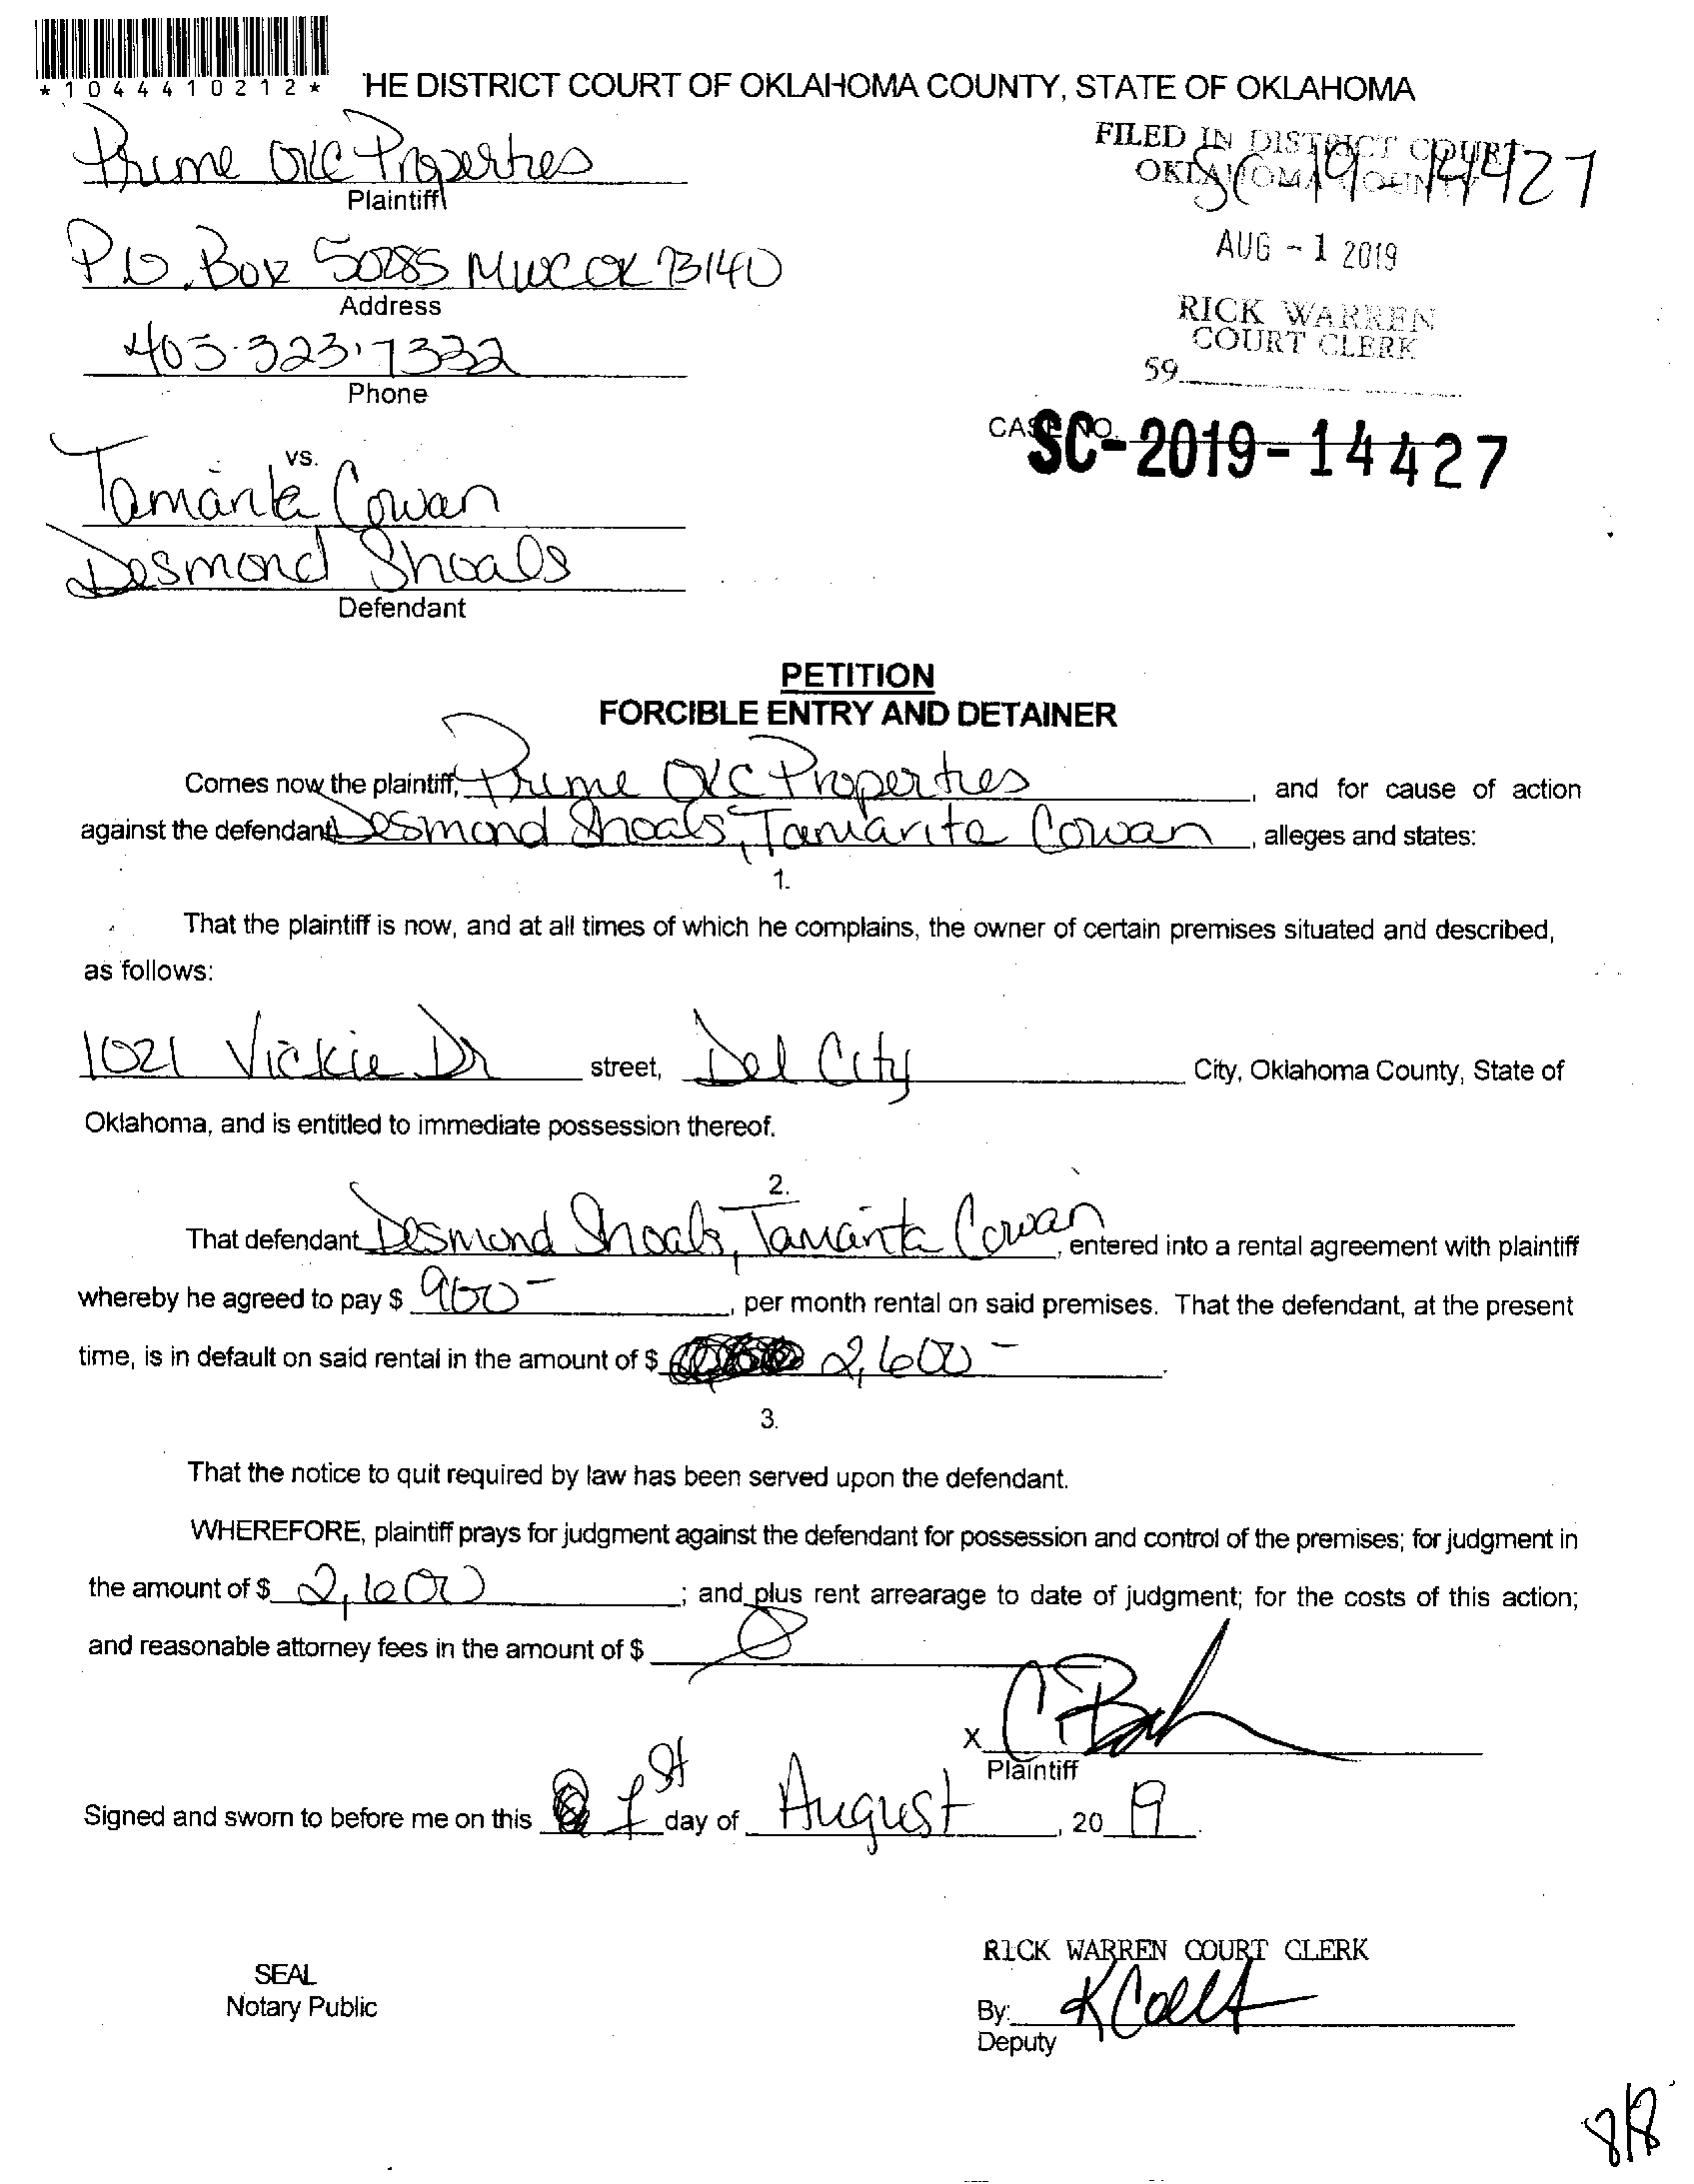 *1044410212*
HE DISTRICT COURT OF OKLAHOMA COUNTY, STATE OF OKLAHOMA
Prime OKC Properties
Plaintiff
FILED IN DISTRICT COURT
OKLAHOMA COUNTY
SC-19-14427
P.O. Box 50285 MWC OK 73140
Address
AUG - 1 2019
405-323-7332
Phone
RICK WARREN
COURT CLERK
59
CASE NO.
SC-2019-14427
vs.
Tamarita Cowan
Desmond Shoals
Defendant
PETITION
FORCIBLE ENTRY AND DETAINER
Comes now the plaintiff, Prime OKC Properties, and for cause of action
against the defendant Desmond Shoals, Tamarita Cowan, alleges and states:
1.
That the plaintiff is now, and at all times of which he complains, the owner of certain premises situated and described,
as follows:
1021 Vickie Dr street, Del City City, Oklahoma County, State of
Oklahoma, and is entitled to immediate possession thereof.
2.
That defendant Desmond Shoals, Tamarita Cowan, entered into a rental agreement with plaintiff
whereby he agreed to pay $ 900-, per month rental on said premises. That the defendant, at the present
time, is in default on said rental in the amount of $ 2,600-.
3.
That the notice to quit required by law has been served upon the defendant.
WHEREFORE, plaintiff prays for judgment against the defendant for possession and control of the premises; for judgment in
the amount of $ 2,600; and plus rent arrearage to date of judgment; for the costs of this action;
and reasonable attorney fees in the amount of $ 0
X
Plaintiff
Signed and sworn to before me on this 1st day of August, 2019.
RICK WARREN COURT CLERK
SEAL
Notary Public
By:
Deputy
8/8